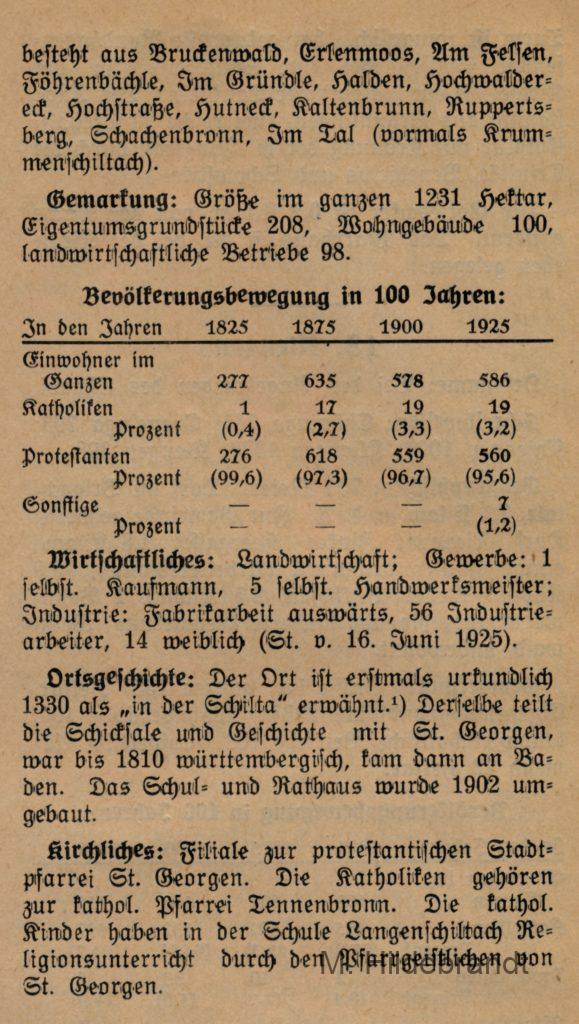 besteht aus Bruckenwald, Erlenmoos, Am Felsen,
Föhrenbächle, Im Gründle, Halden, Hochwalder-
eck, Hochstraße, Hutneck, Kaltenbrunn, Rupperts-
berg, Schachenbronn, Im Tal (vormals Krum-
menschiltach).
Gemarkung: Größe im ganzen 1231 Hektar,
Eigentumsgrundstücke 208, Wohngebäude 100,
landwirtschaftliche Betriebe 98.
Bevölkerungsbewegung in 100 Jahren:
In den Jahren 1825 1875 1900 1925
Einwohner im
Ganzen 277 635 578 586
Katholiken 1 17 19 19
Prozent (0,4) (2,7) (3,3) (3,2)
Protestanten 276 618 559 560
Prozent (99,6) (97,3) (96,7) (95,6)
Sonstige — — — 7
Prozent — — — (1,2)
Wirtschaftliches: Landwirtschaft; Gewerbe: 1
selbst. Kaufmann, 5 selbst. Handwerksmeister;
Industrie: Fabrikarbeit auswärts, 56 Industrie-
arbeiter, 14 weiblich (St. v. 16. Juni 1925).
Ortsgeschichte: Der Ort ist erstmals urkundlich
1330 als „in der Schilta“ erwähnt.¹) Derselbe teilt
die Schicksale und Geschichte mit St. Georgen,
war bis 1810 württembergisch, kam dann an Ba-
den. Das Schul- und Rathaus wurde 1902 um-
gebaut.
Kirchliches: Filiale zur protestantischen Stadt-
pfarrei St. Georgen. Die Katholiken gehören
zur kathol. Pfarrei Tennenbronn. Die kathol.
Kinder haben in der Schule Langenschiltach Re-
ligionsunterricht durch den Pfarrgeistlichen von
St. Georgen.
M. Hildebrandt